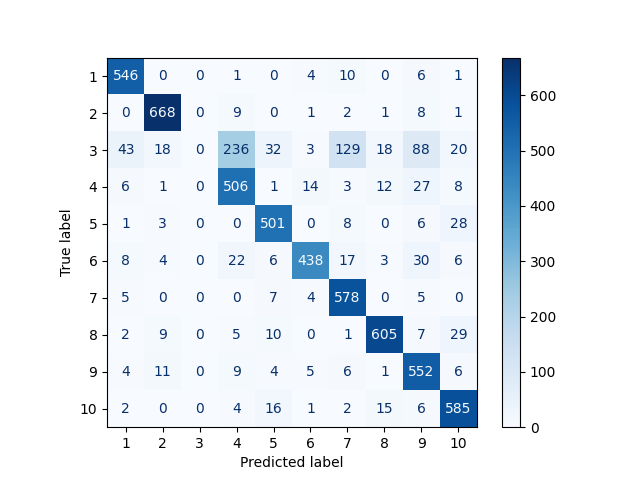 1 546 0 0 1 0 4 10 0 6 1
2 0 668 0 9 0 1 2 1 8 1
3 43 18 0 236 32 3 129 18 88 20
4 6 1 0 506 1 14 3 12 27 8
5 1 3 0 0 501 0 8 0 6 28
6 8 4 0 22 6 438 17 3 30 6
7 5 0 0 0 7 4 578 0 5 0
8 2 9 0 5 10 0 1 605 7 29
9 4 11 0 9 4 5 6 1 552 6
10 2 0 0 4 16 1 2 15 6 585
1 2 3 4 5 6 7 8 9 10
Predicted label
True label
600
500
400
300
200
100
0